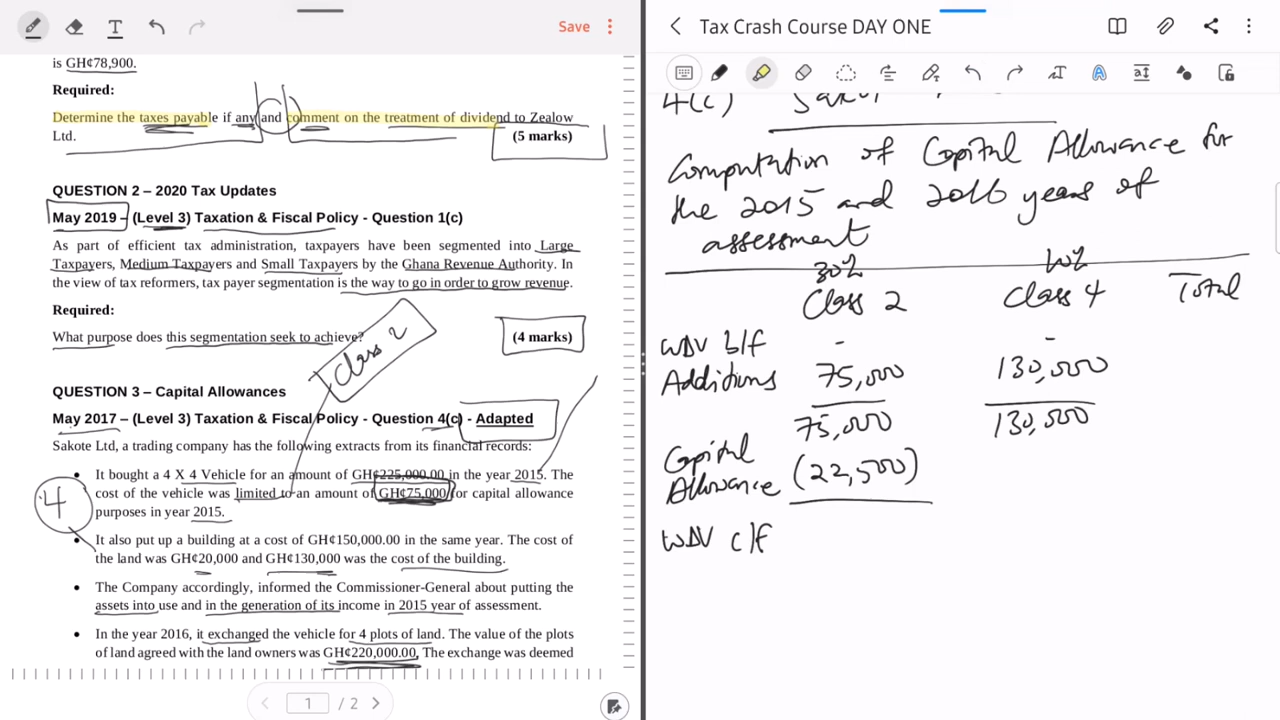 Save
is GH¢78,900.
Required:
Determine the taxes payable if any and comment on the treatment of dividend to Zealow
Ltd.
(5 marks)
QUESTION 2 – 2020 Tax Updates
May 2019 – (Level 3) Taxation & Fiscal Policy - Question 1(c)
As part of efficient tax administration, taxpayers have been segmented into Large
Taxpayers, Medium Taxpayers and Small Taxpayers by the Ghana Revenue Authority. In
the view of tax reformers, tax payer segmentation is the way to go in order to grow revenue.
Required:
What purpose does this segmentation seek to achieve?
(4 marks)
Class 2
QUESTION 3 – Capital Allowances
May 2017 – (Level 3) Taxation & Fiscal Policy - Question 4(c) - Adapted
Sakote Ltd, a trading company has the following extracts from its financial records:
• It bought a 4 X 4 Vehicle for an amount of GH¢225,000.00 in the year 2015. The
cost of the vehicle was limited to an amount of GH¢75,000 for capital allowance
purposes in year 2015.
4
• It also put up a building at a cost of GH¢150,000.00 in the same year. The cost of
the land was GH¢20,000 and GH¢130,000 was the cost of the building.
• The Company accordingly, informed the Commissioner-General about putting the
assets into use and in the generation of its income in 2015 year of assessment.
• In the year 2016, it exchanged the vehicle for 4 plots of land. The value of the plots
of land agreed with the land owners was GH¢220,000.00. The exchange was deemed
1 / 2
Tax Crash Course DAY ONE
4(c)
Computation of Capital Allowance for
the 2015 and 2016 years of
assessment
30% 10%
Class 2 Class 4 Total
WDV b/f - -
Additions 75,000 130,000
75,000 130,000
Capital
Allowance (22,500)
WDV c/f